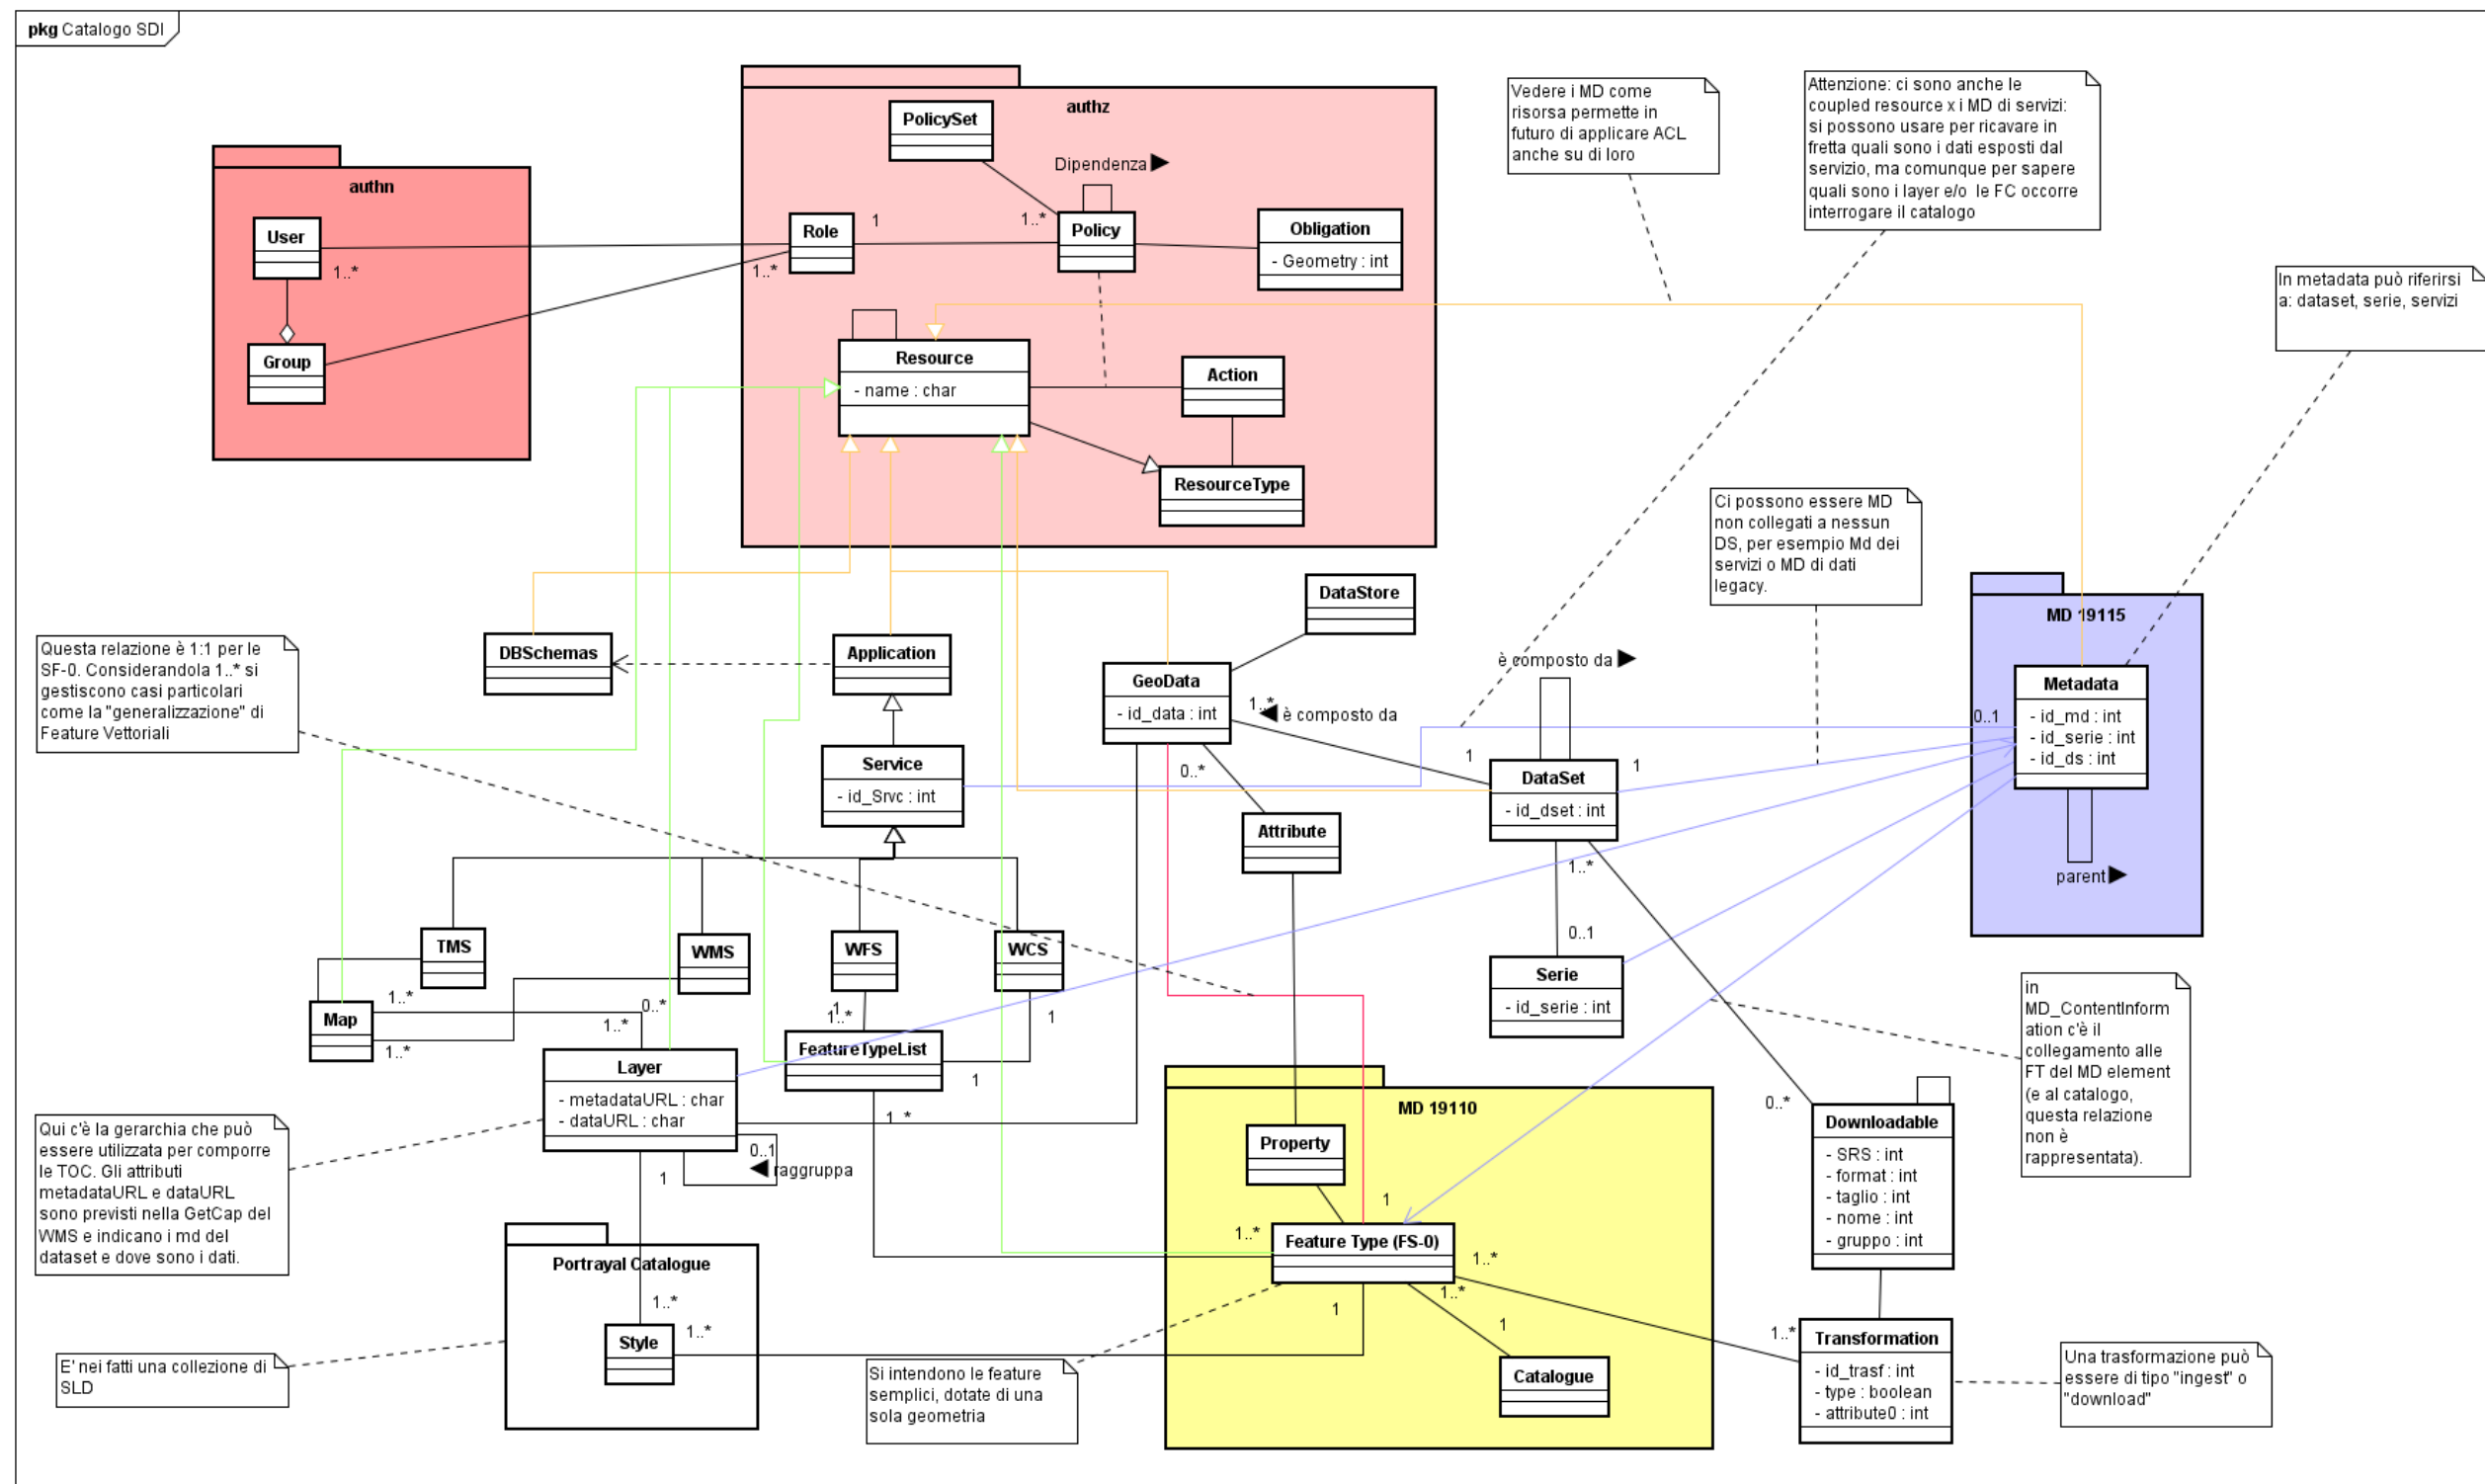 pkg Catalogo SDI
authz
PolicySet
Dipendenza
Vedere i MD come
risorsa permette in
futuro di applicare ACL
anche su di loro
Attenzione: ci sono anche le
coupled resource x i MD di servizi:
si possono usare per ricavare in
fretta quali sono i dati esposti dal
servizio, ma comunque per sapere
quali sono i layer e/o le FC occorre
interrogare il catalogo
authn
User
1..*
Group
Role
1
1..*
1..*
Policy
Obligation
- Geometry : int
In metadata può riferirsi
a: dataset, serie, servizi
Resource
- name : char
Action
ResourceType
Ci possono essere MD
non collegati a nessun
DS, per esempio Md dei
servizi o MD di dati
legacy.
DataStore
MD 19115
Questa relazione è 1:1 per le
SF-0. Considerandola 1..* si
gestiscono casi particolari
come la "generalizzazione" di
Feature Vettoriali
DBSchemas
Application
GeoData
- id_data : int
1..*
è composto da
è composto da
Metadata
- id_md : int
- id_serie : int
- id_ds : int
0..1
parent
Service
- id_Srvc : int
0..*
1
DataSet
- id_dset : int
1
Attribute
1..*
0..1
TMS
WMS
WFS
WCS
Serie
- id_serie : int
Map
1..*
1..*
0..*
1..*
1
1..*
1
FeatureTypeList
1
Layer
- metadataURL : char
- dataURL : char
1..*
0..1
raggruppa
1
in
MD_ContentInform
ation c'è il
collegamento alle
FT del MD element
(e al catalogo,
questa relazione
non è
rappresentata).
MD 19110
0..*
Downloadable
- SRS : int
- format : int
- taglio : int
- nome : int
- gruppo : int
Qui c'è la gerarchia che può
essere utilizzata per comporre
le TOC. Gli attributi
metadataURL e dataURL
sono previsti nella GetCap del
WMS e indicano i md del
dataset e dove sono i dati.
Property
1
1..*
Feature Type (FS-0)
1..*
1..*
1
1
Portrayal Catalogue
1..*
Style
1..*
Catalogue
1..*
Transformation
- id_trasf : int
- type : boolean
- attribute0 : int
E' nei fatti una collezione di
SLD
Si intendono le feature
semplici, dotate di una
sola geometria
Una trasformazione può
essere di tipo "ingest" o
"download"